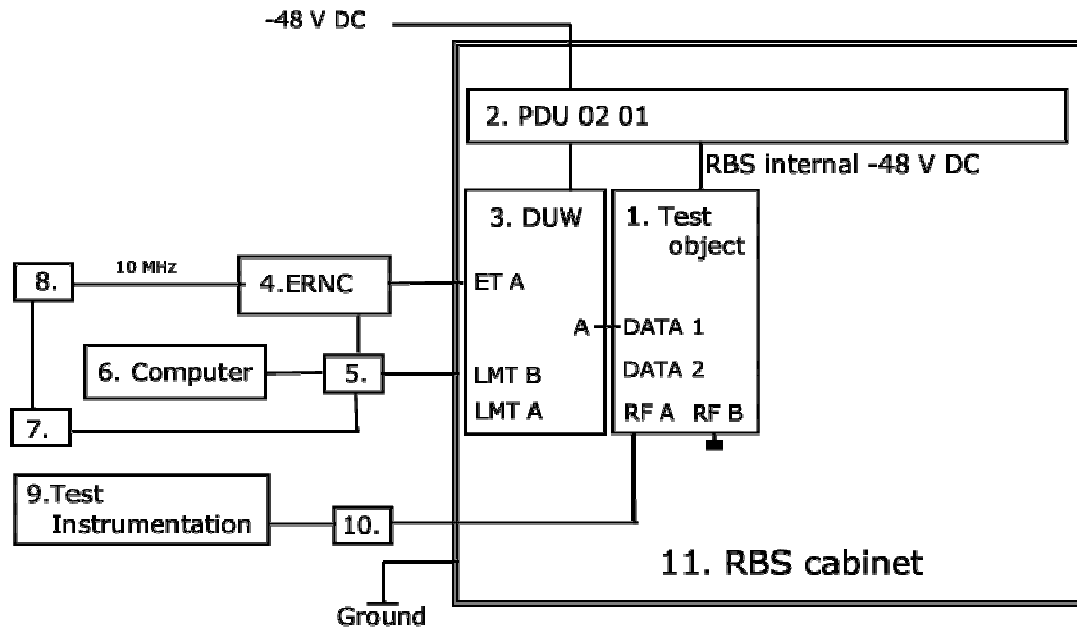 -48 V DC
2. PDU 02 01
RBS internal -48 V DC
3. DUW
1. Test
object
10 MHz
8.
4.ERNC
ET A
A
DATA 1
6. Computer
5.
LMT B
DATA 2
7.
LMT A
RF A RF B
9.Test
Instrumentation
10.
11. RBS cabinet
Ground